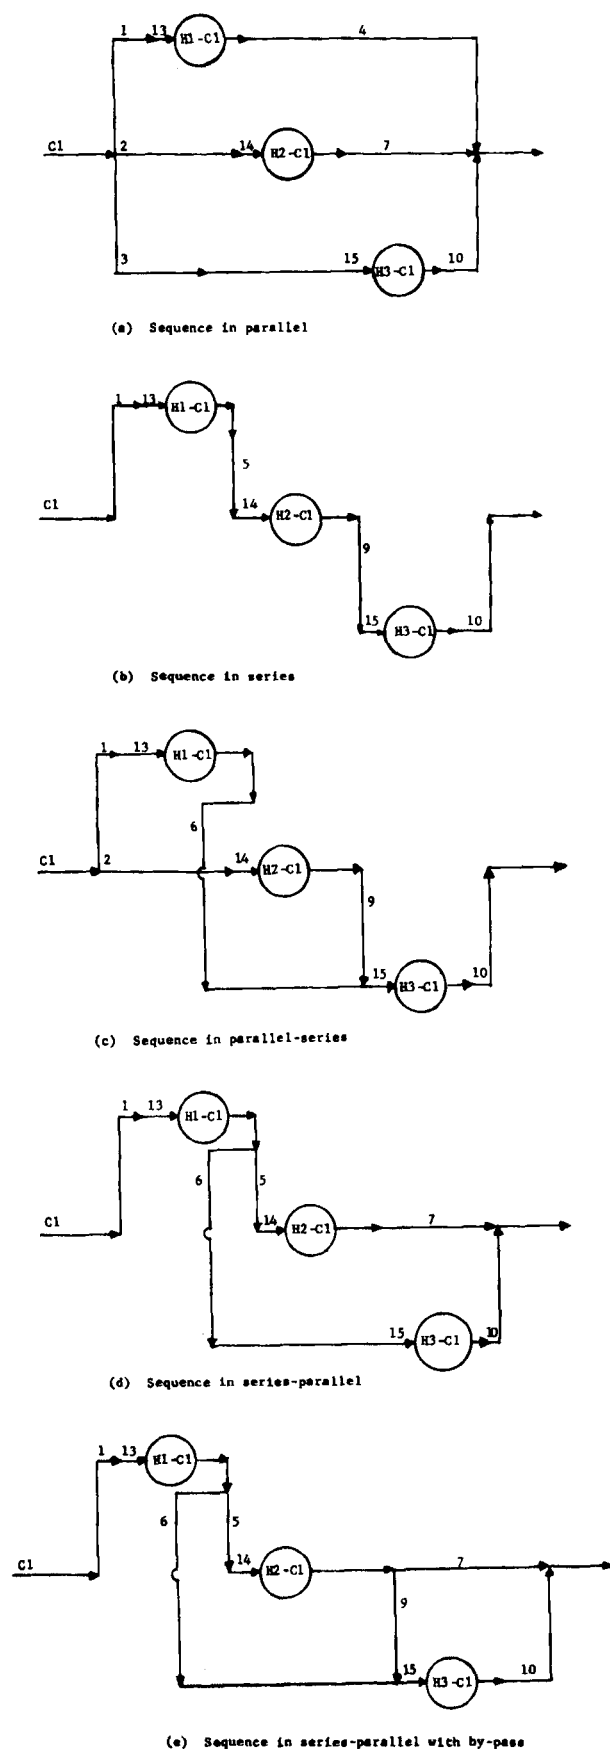 1 13 H1-C1 4
C1 2 14 H2-C1 7
3 15 H3-C1 10
(a) Sequence in parallel
1 13 H1-C1
5
C1 14 H2-C1
9
15 H3-C1 10
(b) Sequence in series
1 13 H1-C1
6
C1 2 14 H2-C1
9
15 H3-C1 10
(c) Sequence in parallel-series
1 13 H1-C1
6 5
C1 14 H2-C1 7
15 H3-C1 10
(d) Sequence in series-parallel
1 13 H1-C1
6 5
C1 14 H2-C1 7
9
15 H3-C1 10
(e) Sequence in series-parallel with by-pass